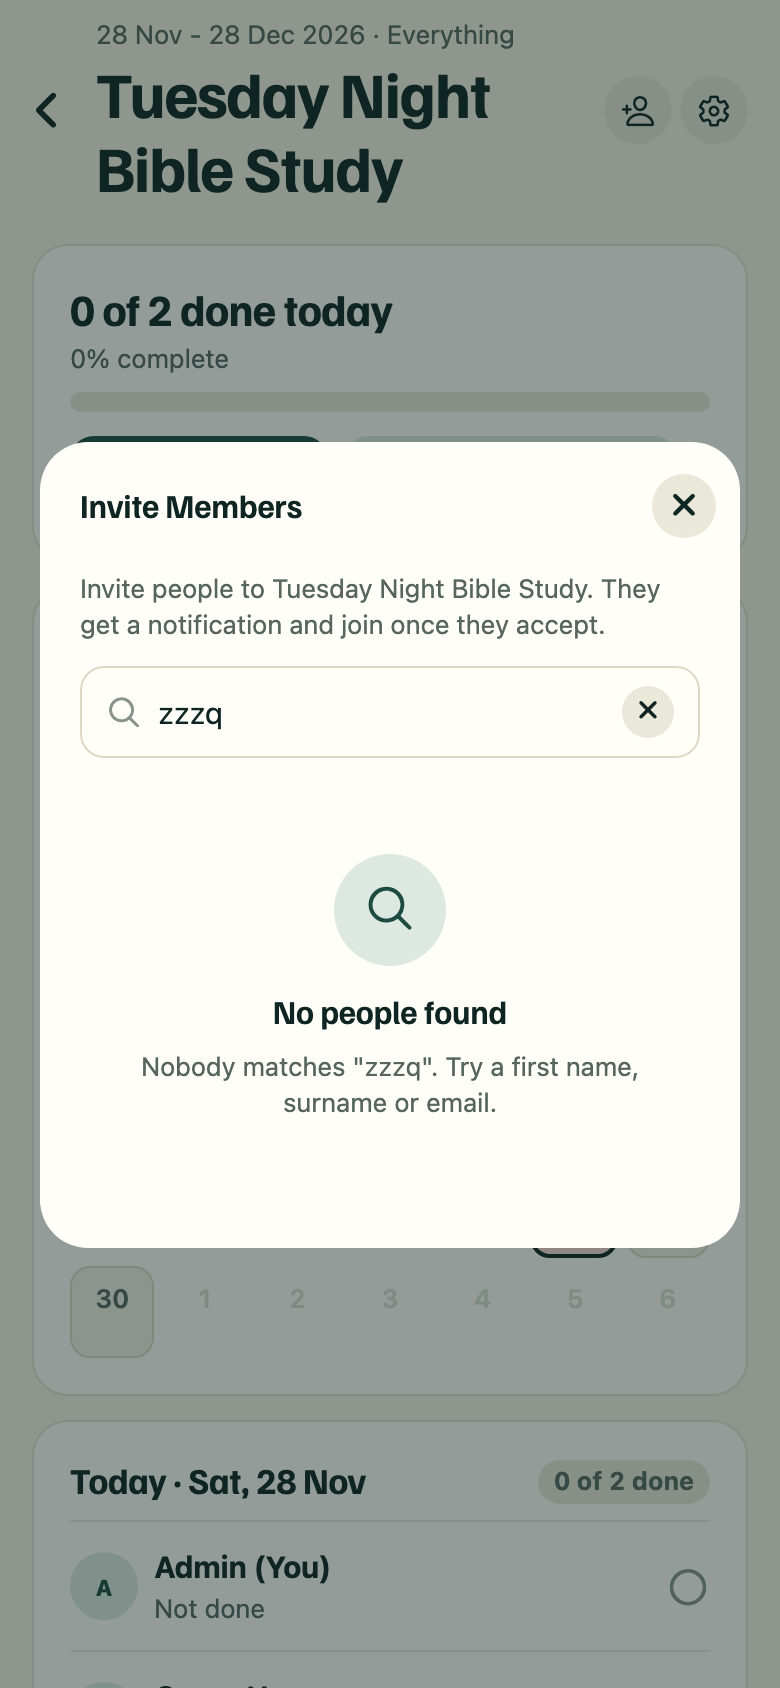 28 Nov - 28 Dec 2026 · Everything
Tuesday Night
Bible Study
0 of 2 done today
0% complete
Invite Members
Invite people to Tuesday Night Bible Study. They
get a notification and join once they accept.
zzzq
No people found
Nobody matches "zzzq". Try a first name,
surname or email.
30 1 2 3 4 5 6
Today · Sat, 28 Nov 0 of 2 done
A Admin (You)
Not done